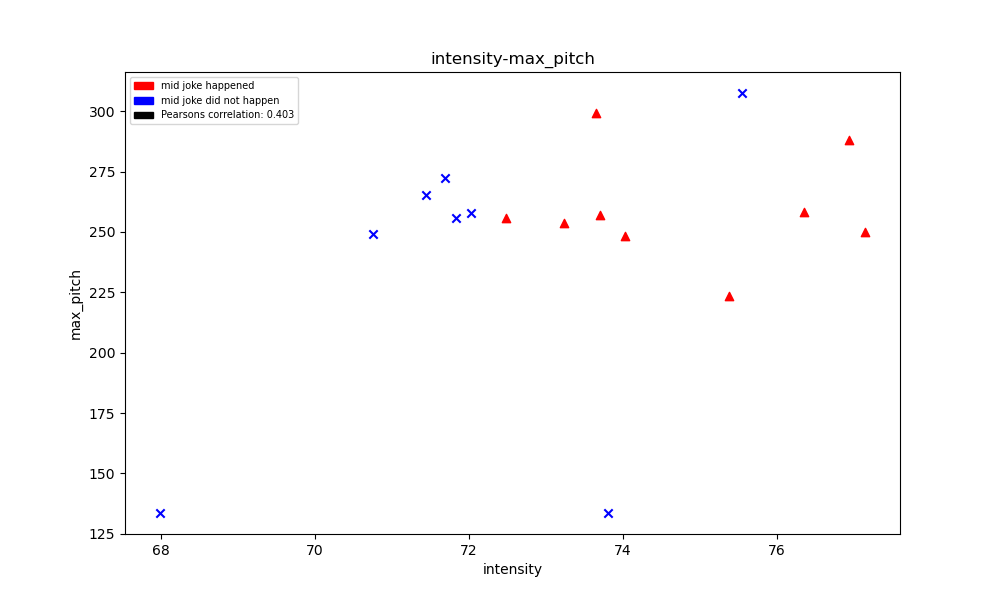 intensity-max_pitch
mid joke happened
mid joke did not happen
Pearsons correlation: 0.403
max_pitch
300
275
250
225
200
175
150
125
68 70 72 74 76
intensity